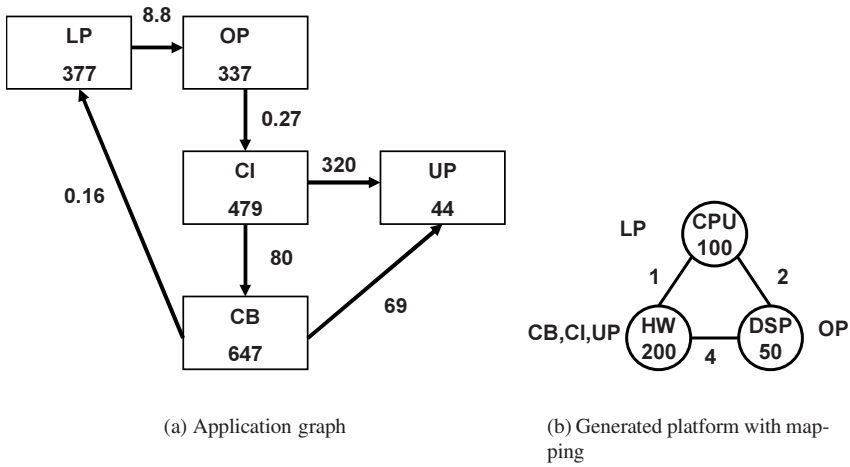 8.8
LP
377
OP
337
0.27
CI
479
320
UP
44
0.16
80
69
CB
647
LP
CPU
100
1
2
CB,CI,UP
HW
200
4
DSP
50
OP
(a) Application graph
(b) Generated platform with map-
ping